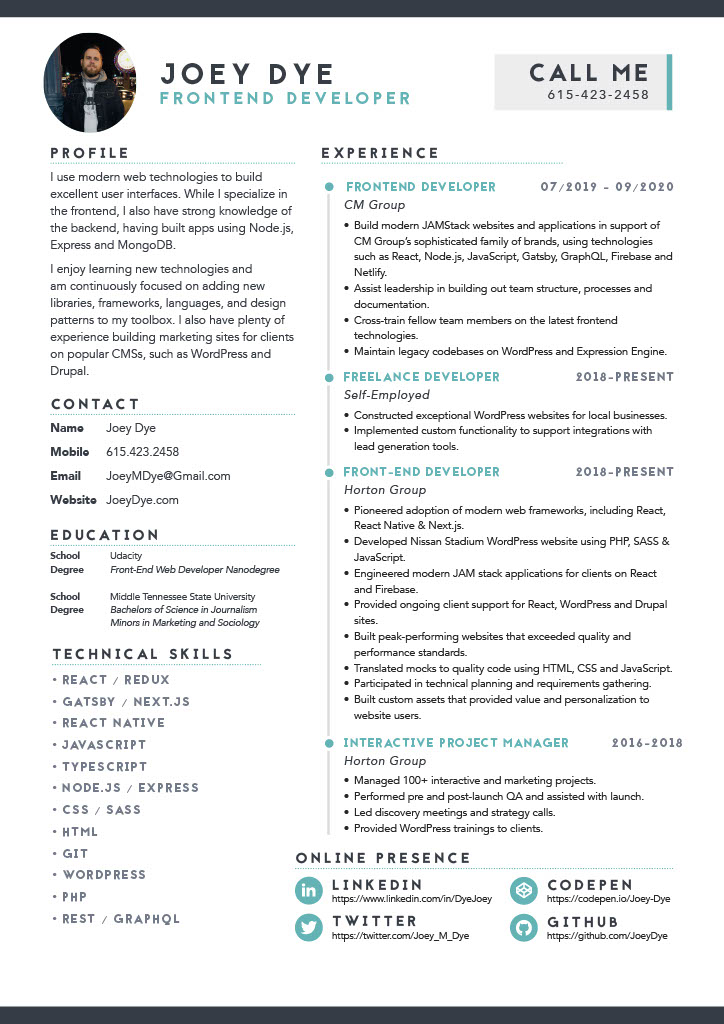 JOEY DYE
FRONTEND DEVELOPER
CALL ME
615-423-2458
PROFILE
I use modern web technologies to build
excellent user interfaces. While I specialize in
the frontend, I also have strong knowledge of
the backend, having built apps using Node.js,
Express and MongoDB.
I enjoy learning new technologies and
am continuously focused on adding new
libraries, frameworks, languages, and design
patterns to my toolbox. I also have plenty of
experience building marketing sites for clients
on popular CMSs, such as WordPress and
Drupal.
CONTACT
Name Joey Dye
Mobile 615.423.2458
Email JoeyMDye@Gmail.com
Website JoeyDye.com
EDUCATION
School Udacity
Degree Front-End Web Developer Nanodegree
School Middle Tennessee State University
Degree Bachelors of Science in Journalism
Minors in Marketing and Sociology
TECHNICAL SKILLS
• REACT / REDUX
• GATSBY / NEXT.JS
• REACT NATIVE
• JAVASCRIPT
• TYPESCRIPT
• NODE.JS / EXPRESS
• CSS / SASS
• HTML
• GIT
• WORDPRESS
• PHP
• REST / GRAPHQL
EXPERIENCE
FRONTEND DEVELOPER 07/2019 - 09/2020
CM Group
• Build modern JAMStack websites and applications in support of
CM Group's sophisticated family of brands, using technologies
such as React, Node.js, JavaScript, Gatsby, GraphQL, Firebase and
Netlify.
• Assist leadership in building out team structure, processes and
documentation.
• Cross-train fellow team members on the latest frontend
technologies.
• Maintain legacy codebases on WordPress and Expression Engine.
FREELANCE DEVELOPER 2018-PRESENT
Self-Employed
• Constructed exceptional WordPress websites for local businesses.
• Implemented custom functionality to support integrations with
lead generation tools.
FRONT-END DEVELOPER 2018-PRESENT
Horton Group
• Pioneered adoption of modern web frameworks, including React,
React Native & Next.js.
• Developed Nissan Stadium WordPress website using PHP, SASS &
JavaScript.
• Engineered modern JAM stack applications for clients on React
and Firebase.
• Provided ongoing client support for React, WordPress and Drupal
sites.
• Built peak-performing websites that exceeded quality and
performance standards.
• Translated mocks to quality code using HTML, CSS and JavaScript.
• Participated in technical planning and requirements gathering.
• Built custom assets that provided value and personalization to
website users.
INTERACTIVE PROJECT MANAGER 2016-2018
Horton Group
• Managed 100+ interactive and marketing projects.
• Performed pre and post-launch QA and assisted with launch.
• Led discovery meetings and strategy calls.
• Provided WordPress trainings to clients.
ONLINE PRESENCE
LINKEDIN
https://www.linkedin.com/in/DyeJoey
CODEPEN
https://codepen.io/Joey-Dye
TWITTER
https://twitter.com/Joey_M_Dye
GITHUB
https://github.com/JoeyDye